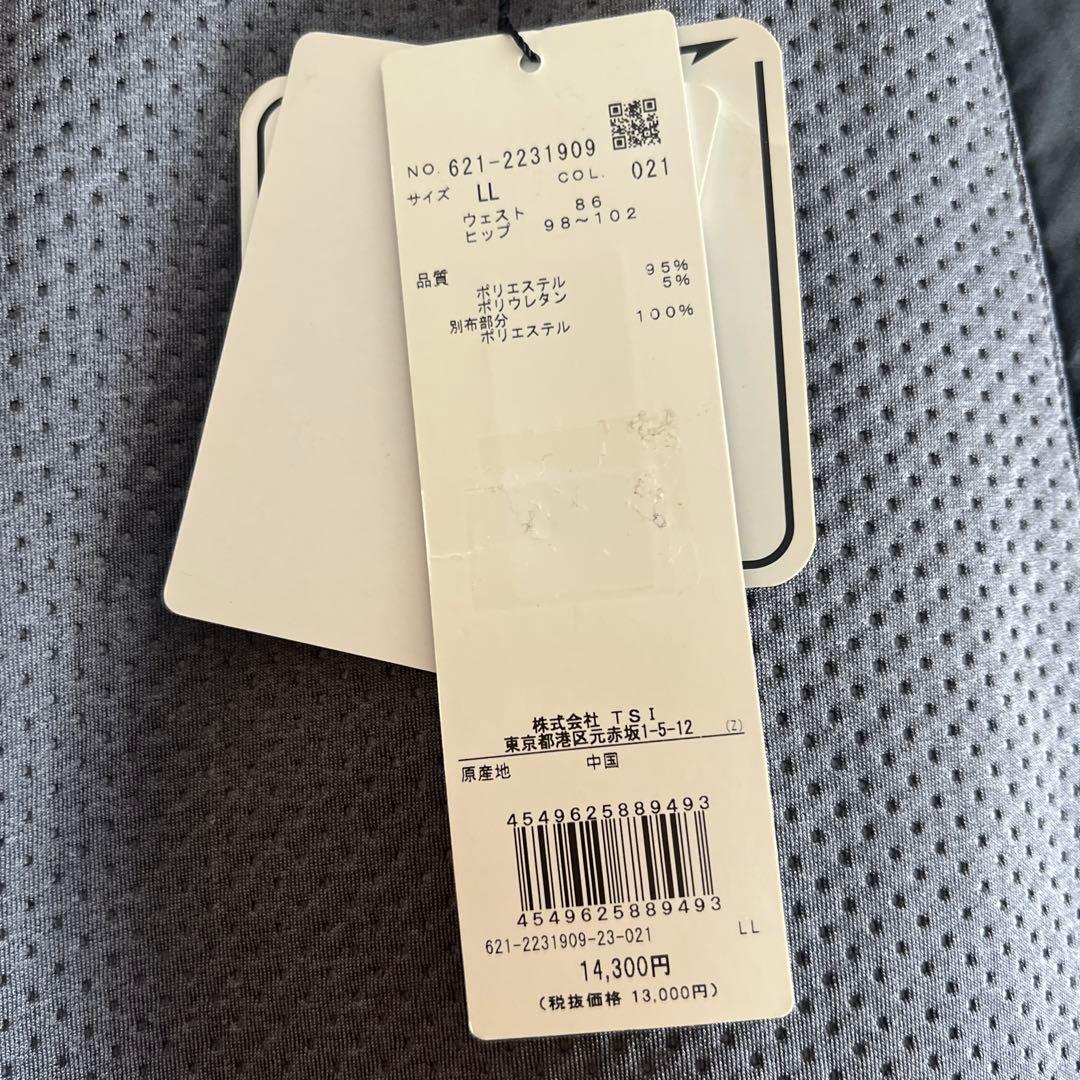 NO. 621-2231909
COL. 021
サイズ LL
ウェスト 86
ヒップ 98〜102
品質
ポリエステル 95%
ポリウレタン 5%
別布部分
ポリエステル 100%
株式会社 TSI
東京都港区元赤坂1-5-12 (Z)
原産地 中国
4549625889493
4549625889493
621-2231909-23-021 LL
14,300円
(税抜価格 13,000円)